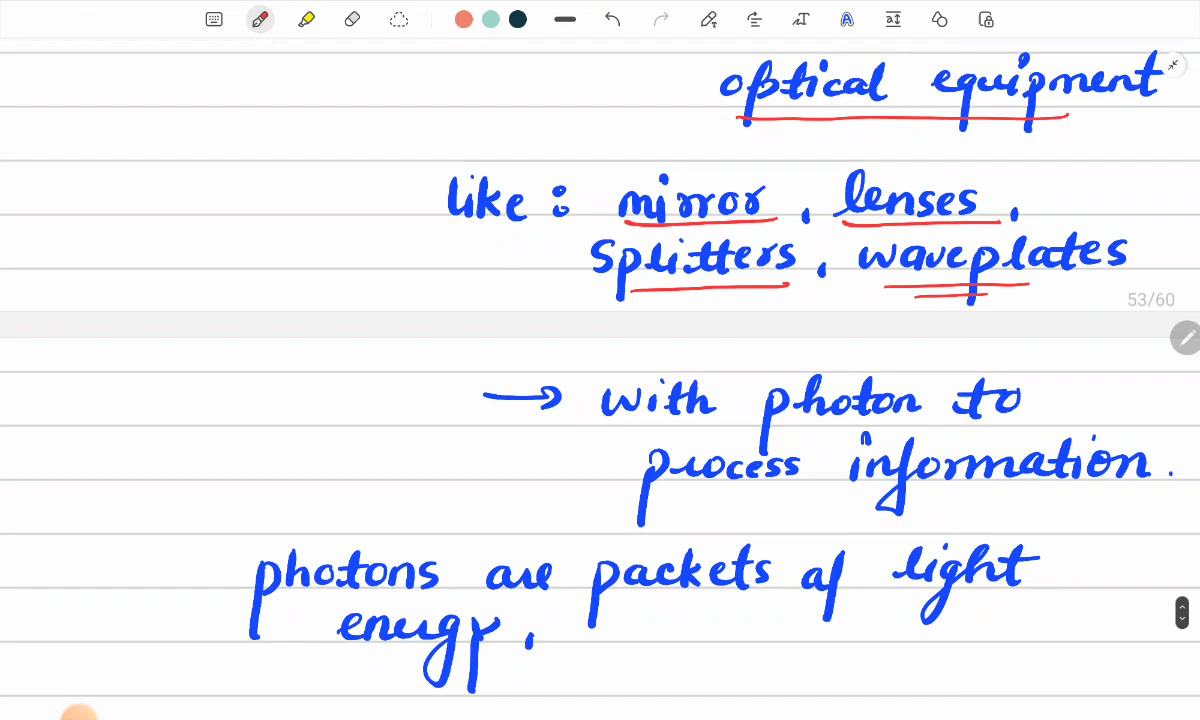 optical equipment
like : mirror, lenses,
splitters, waveplates
53/60
→ with photon to
process information.
photons are packets of light
energy,